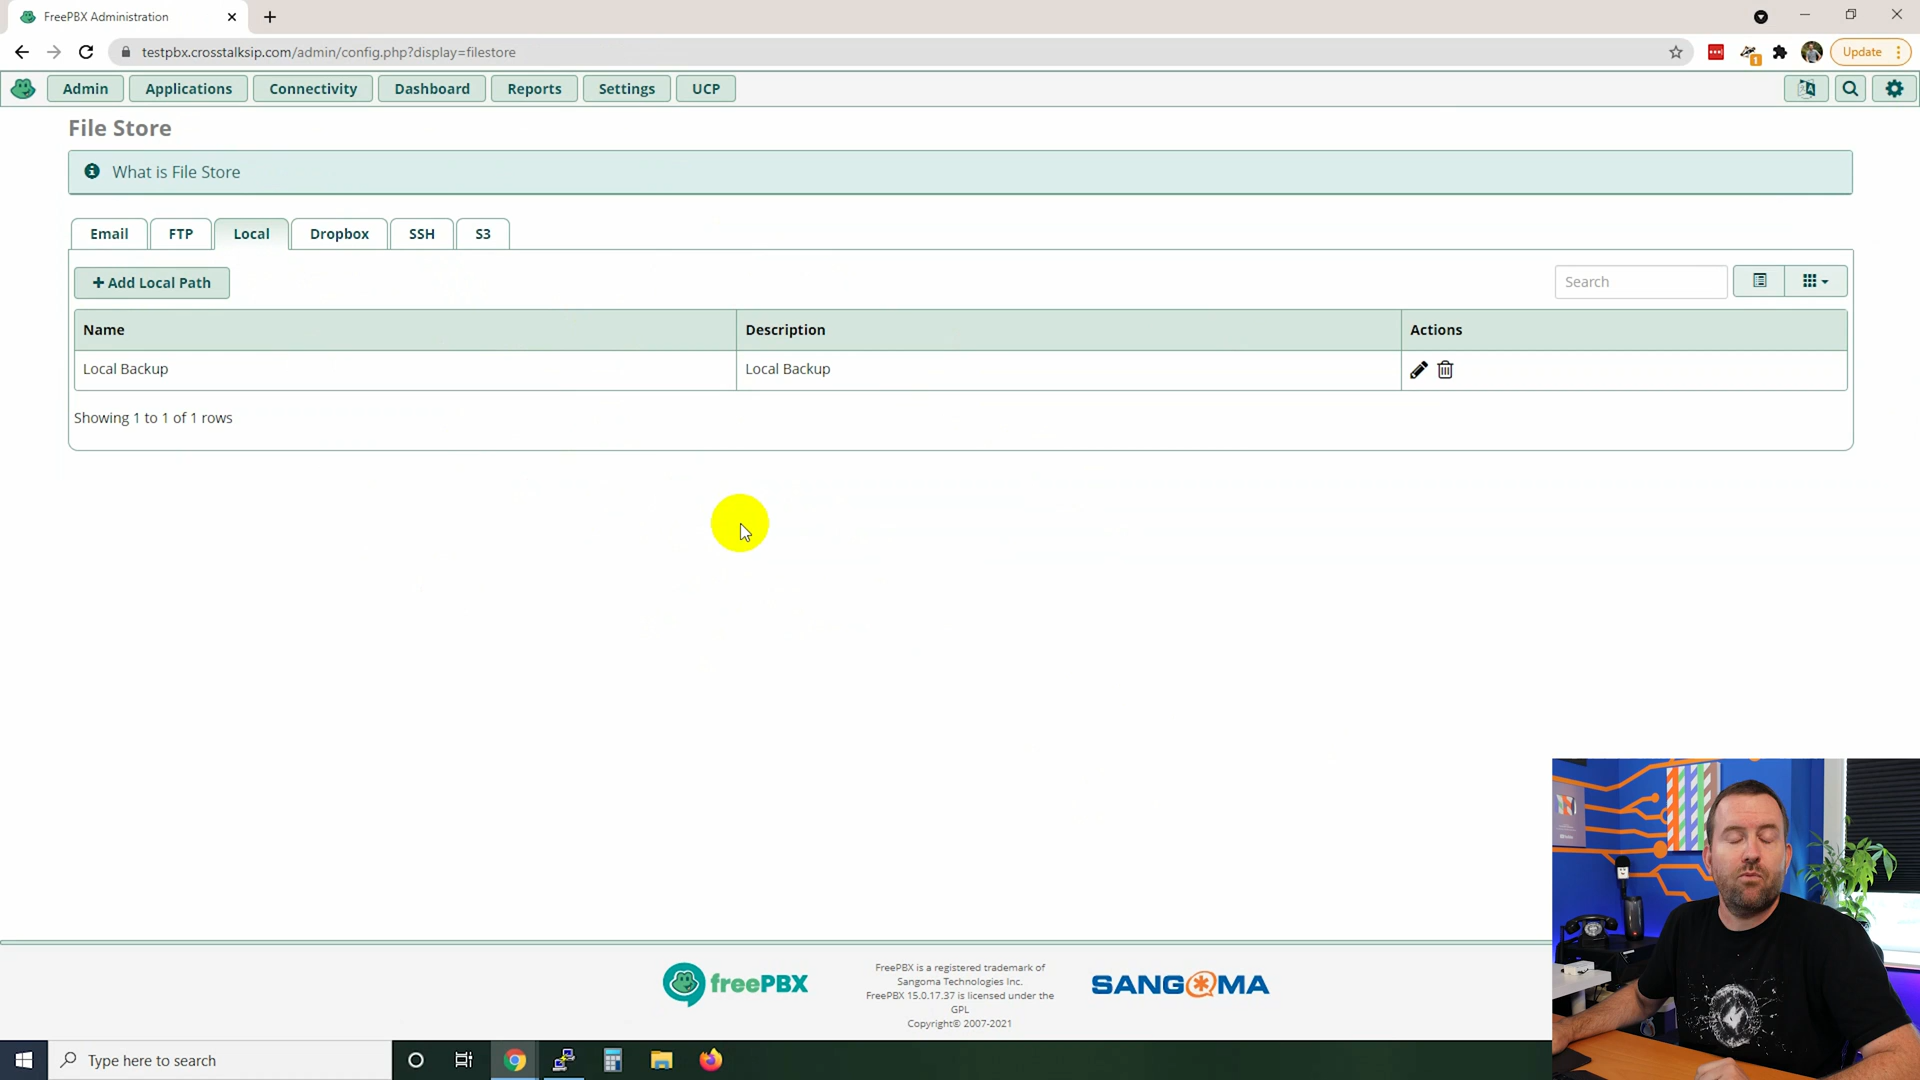 FreePBX Administration
testpbx.crosstalksip.com/admin/config.php?display=filestore
Update
1
Admin
Applications
Connectivity
Dashboard
Reports
Settings
UCP
File Store
What is File Store
Email
FTP
Local
Dropbox
SSH
S3
Add Local Path
Search
Name
Description
Actions
Local Backup
Local Backup
Showing 1 to 1 of 1 rows
freePBX
FreePBX is a registered trademark of
Sangoma Technologies Inc.
FreePBX 15.0.17.37 is licensed under the
GPL
Copyright© 2007-2021
SANGOMA
Type here to search